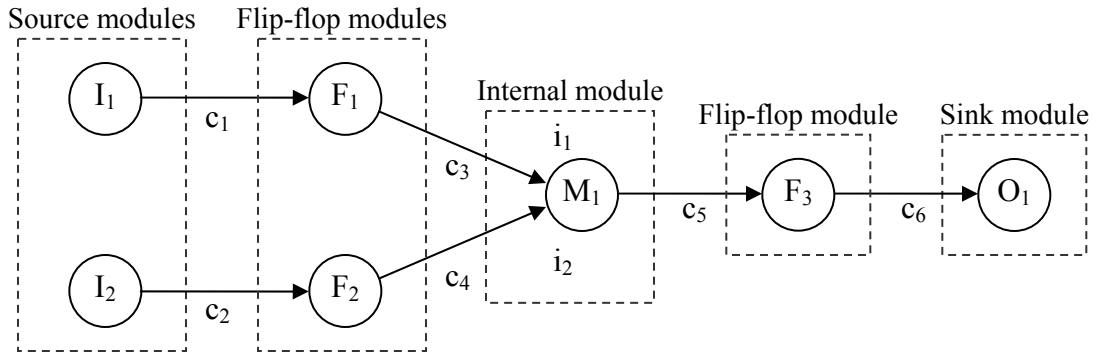 Source modules
Flip-flop modules
Internal module
Flip-flop module
Sink module
I₁
c₁
F₁
c₃
i₁
M₁
c₅
F₃
c₆
O₁
I₂
c₂
F₂
c₄
i₂